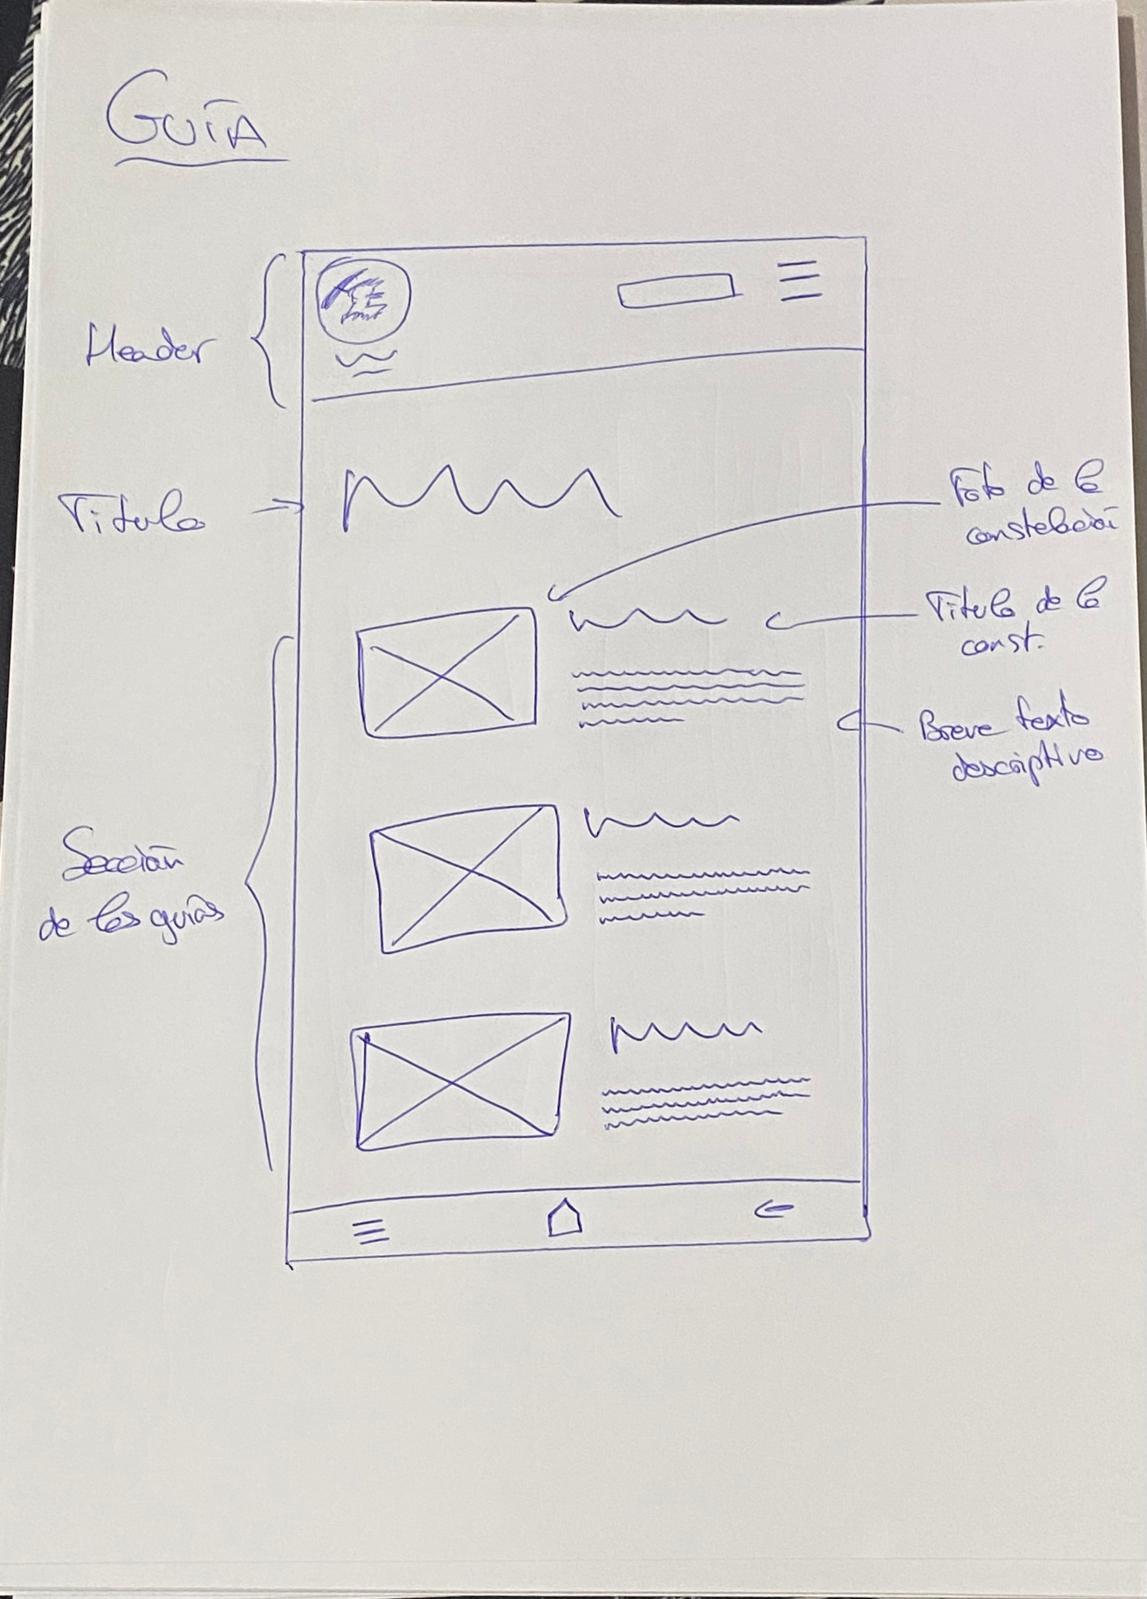 GUÍA
Header
Título
Foto de la
constelación
Título de la
const.
Breve texto
descriptivo
Sección
de las guías